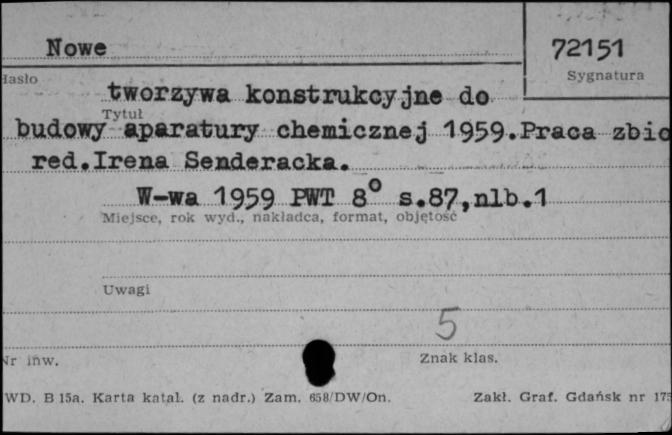 Nowe 72151
Hasło Sygnatura
tworzywa konstrukcyjne do
Tytuł
budowy aparatury chemicznej 1959.Praca zbio
red.Irena Senderacka.
W-wa 1959 PWT 8° s.87,nlb.1
Miejsce, rok wyd., nakładca, format, objętość
Uwagi
5
Nr inw. Znak klas.
WD. B 15a. Karta katal. (z nadr.) Zam. 658/DW/On. Zakł. Graf. Gdańsk nr 175